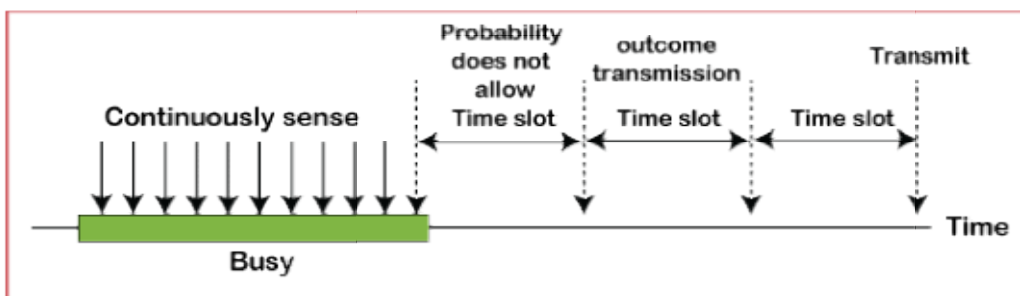 Probability
does not
allow
Time slot
outcome
transmission
Time slot
Transmit
Time slot
Continuously sense
Time
Busy